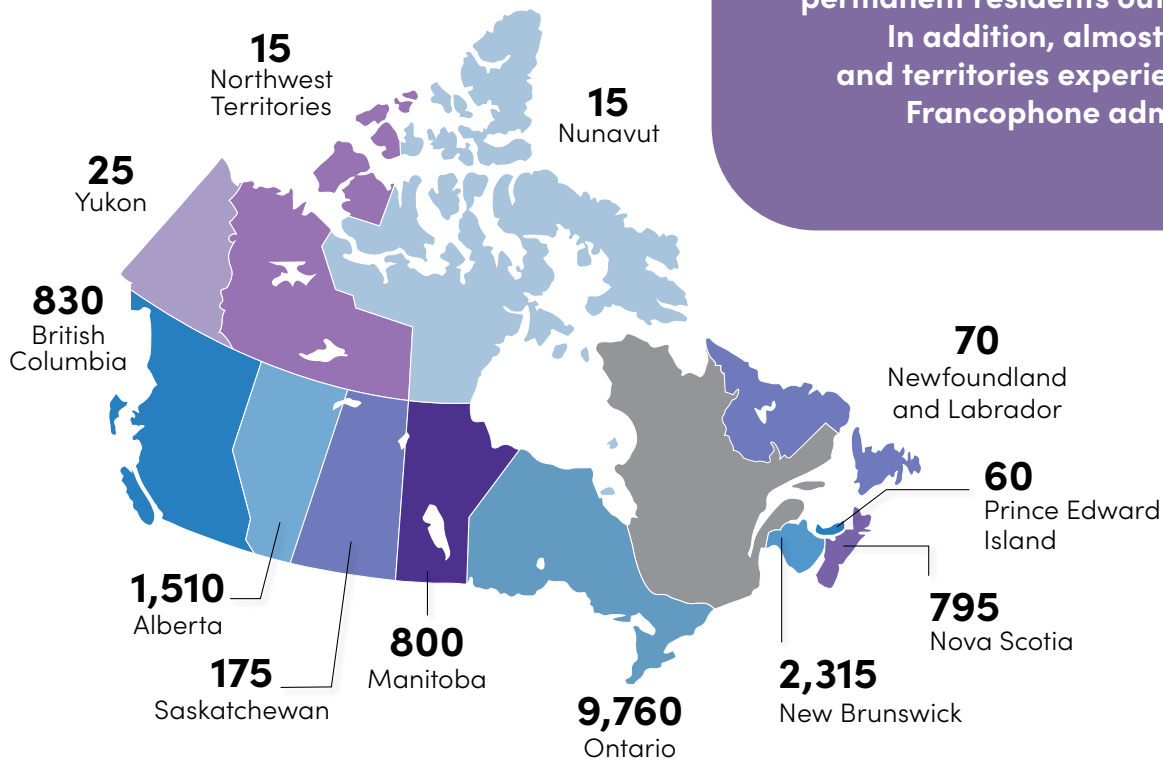 permanent residents
In addition, almost
and territories
Francophone
15
Northwest
Territories
15
Nunavut
25
Yukon
830
British
Columbia
70
Newfoundland
and Labrador
60
Prince Edward
Island
1,510
Alberta
795
Nova Scotia
800
Manitoba
175
Saskatchewan
2,315
New Brunswick
9,760
Ontario